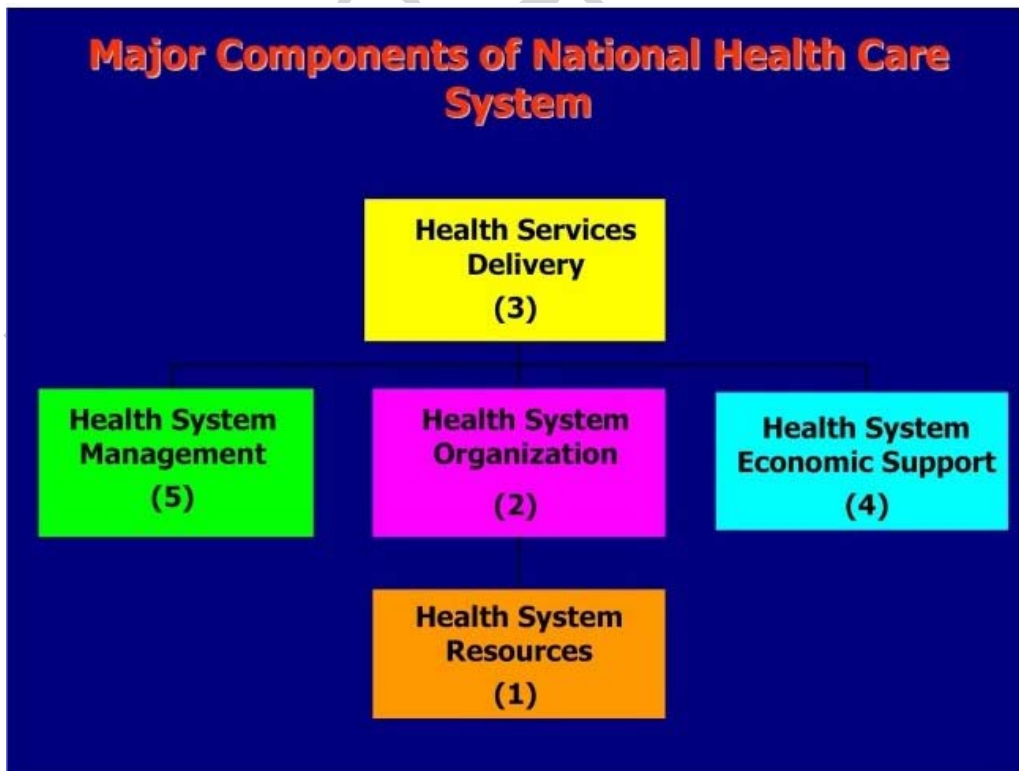 Major Components of National Health Care
System
Health Services
Delivery
(3)
Health System
Management
(5)
Health System
Organization
(2)
Health System
Economic Support
(4)
Health System
Resources
(1)